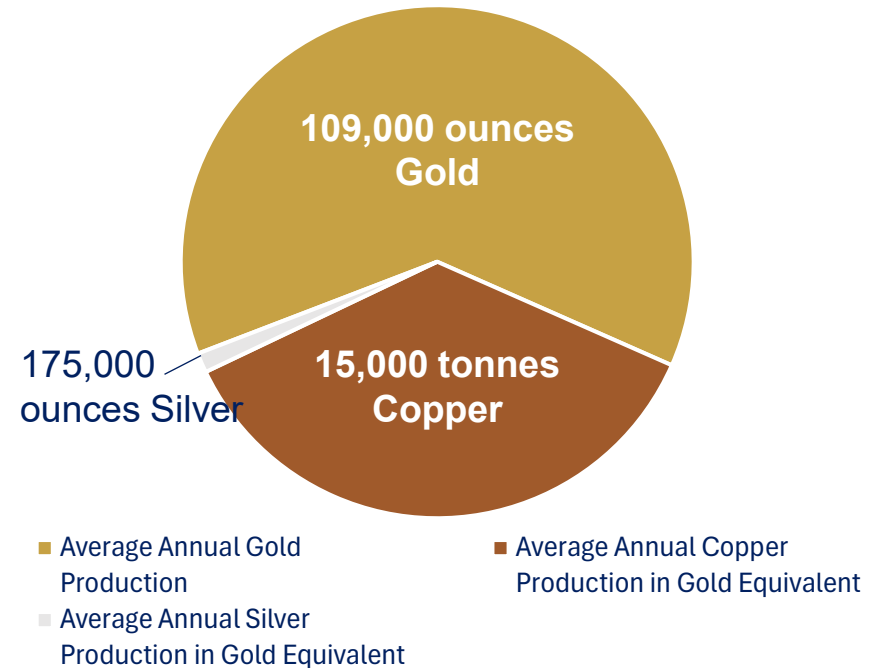 109,000 ounces
Gold
175,000
ounces Silver
15,000 tonnes
Copper
Average Annual Gold
Production
Average Annual Silver
Production in Gold Equivalent
Average Annual Copper
Production in Gold Equivalent